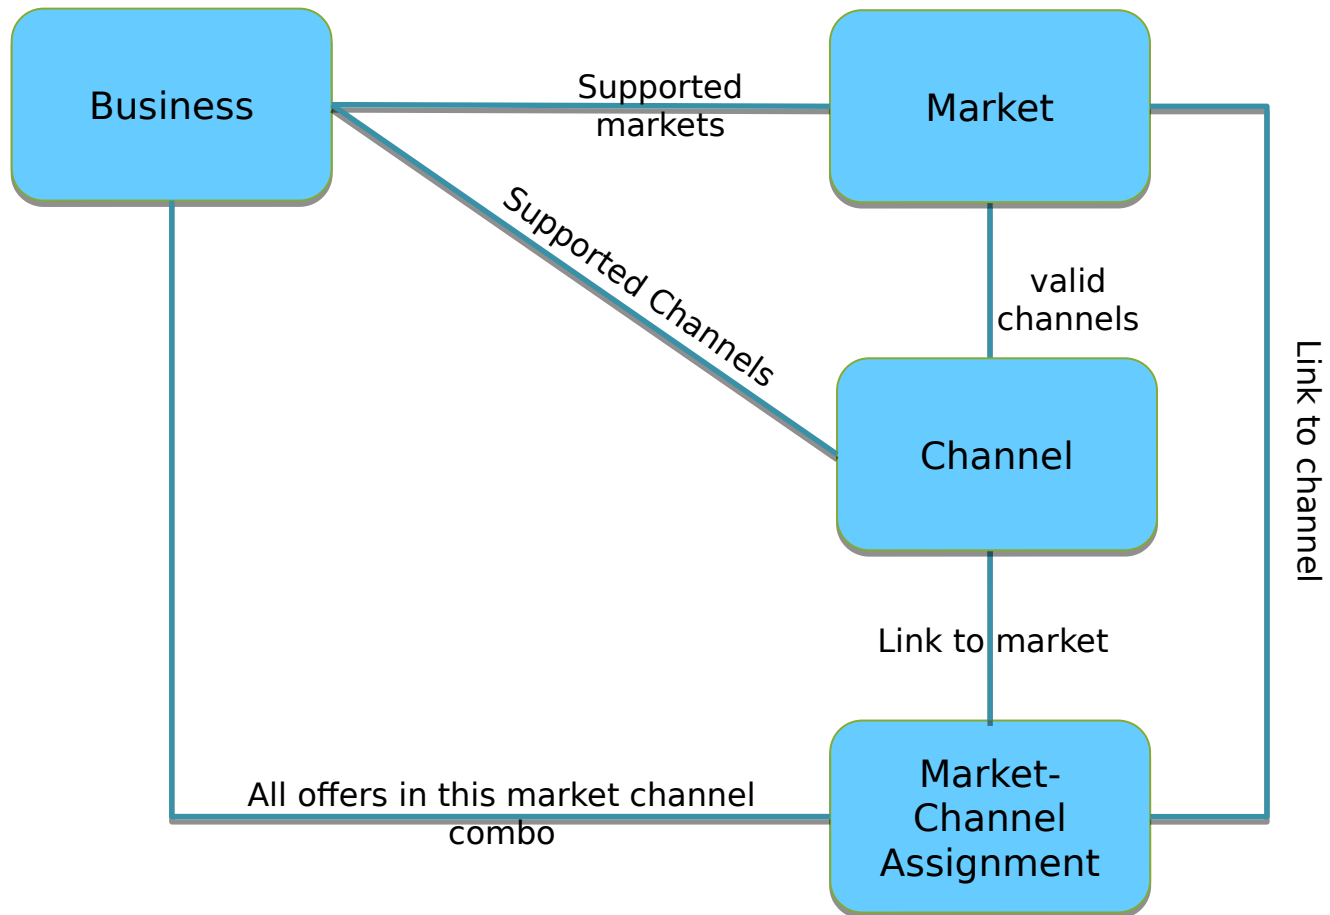 Business
Supported
markets
Market
Supported Channels
valid
channels
Link to channel
Channel
Link to market
All offers in this market channel
combo
Market-
Channel
Assignment